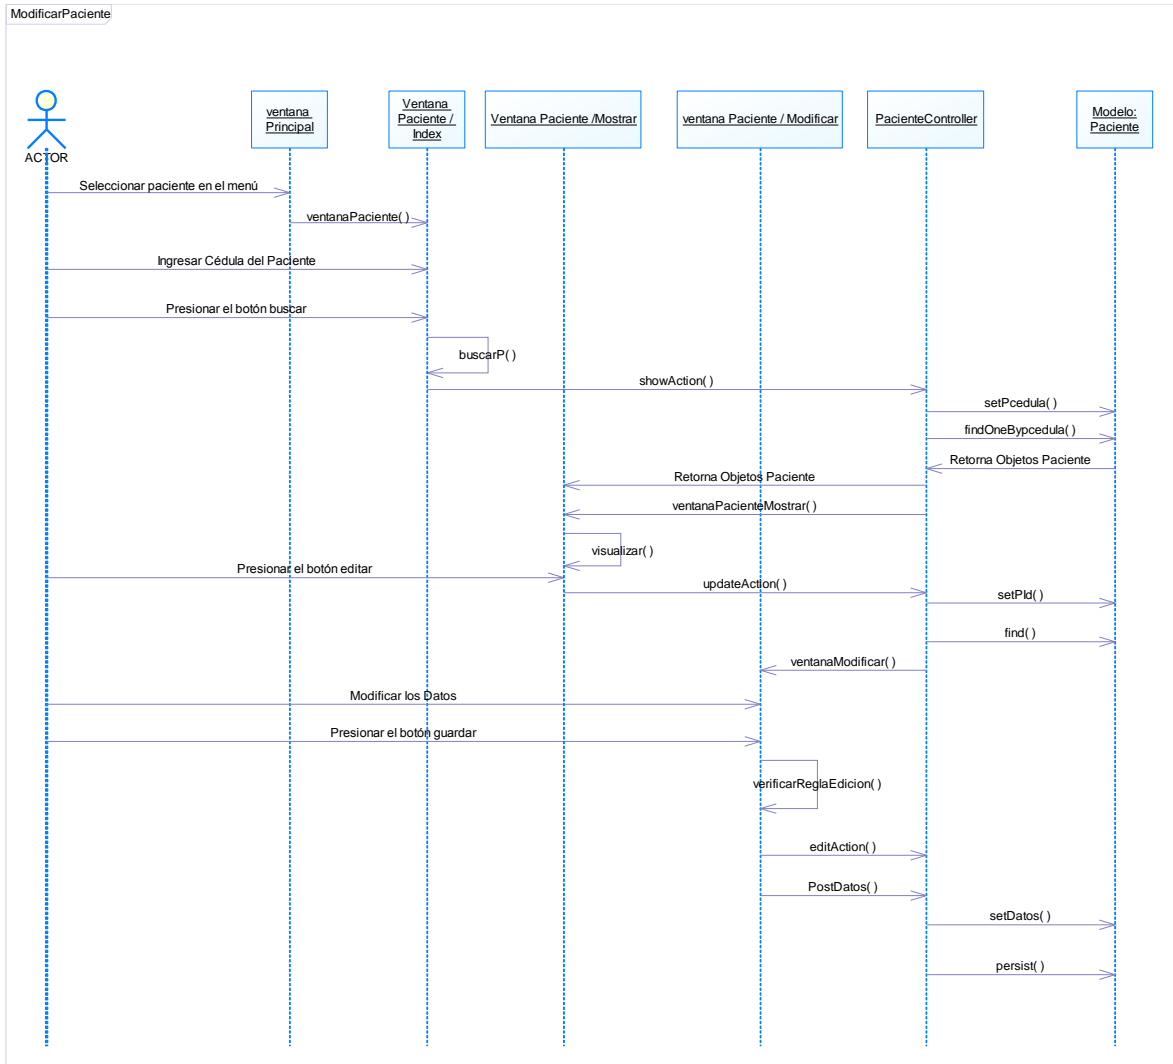 ModificarPaciente
ventana
Principal
Ventana
Paciente /
Index
Ventana Paciente /Mostrar
ventana Paciente / Modificar
PacienteController
Modelo:
Paciente
ACTOR
Seleccionar paciente en el menú
ventanaPaciente( )
Ingresar Cédula del Paciente
Presionar el botón buscar
buscarP( )
showAction( )
setPcedula( )
findOneBypcedula( )
Retorna Objetos Paciente
Retorna Objetos Paciente
ventanaPacienteMostrar( )
visualizar( )
Presionar el botón editar
updateAction( )
setPId( )
find( )
ventanaModificar( )
Modificar los Datos
Presionar el botón guardar
verificarReglaEdicion( )
editAction( )
PostDatos( )
setDatos( )
persist( )